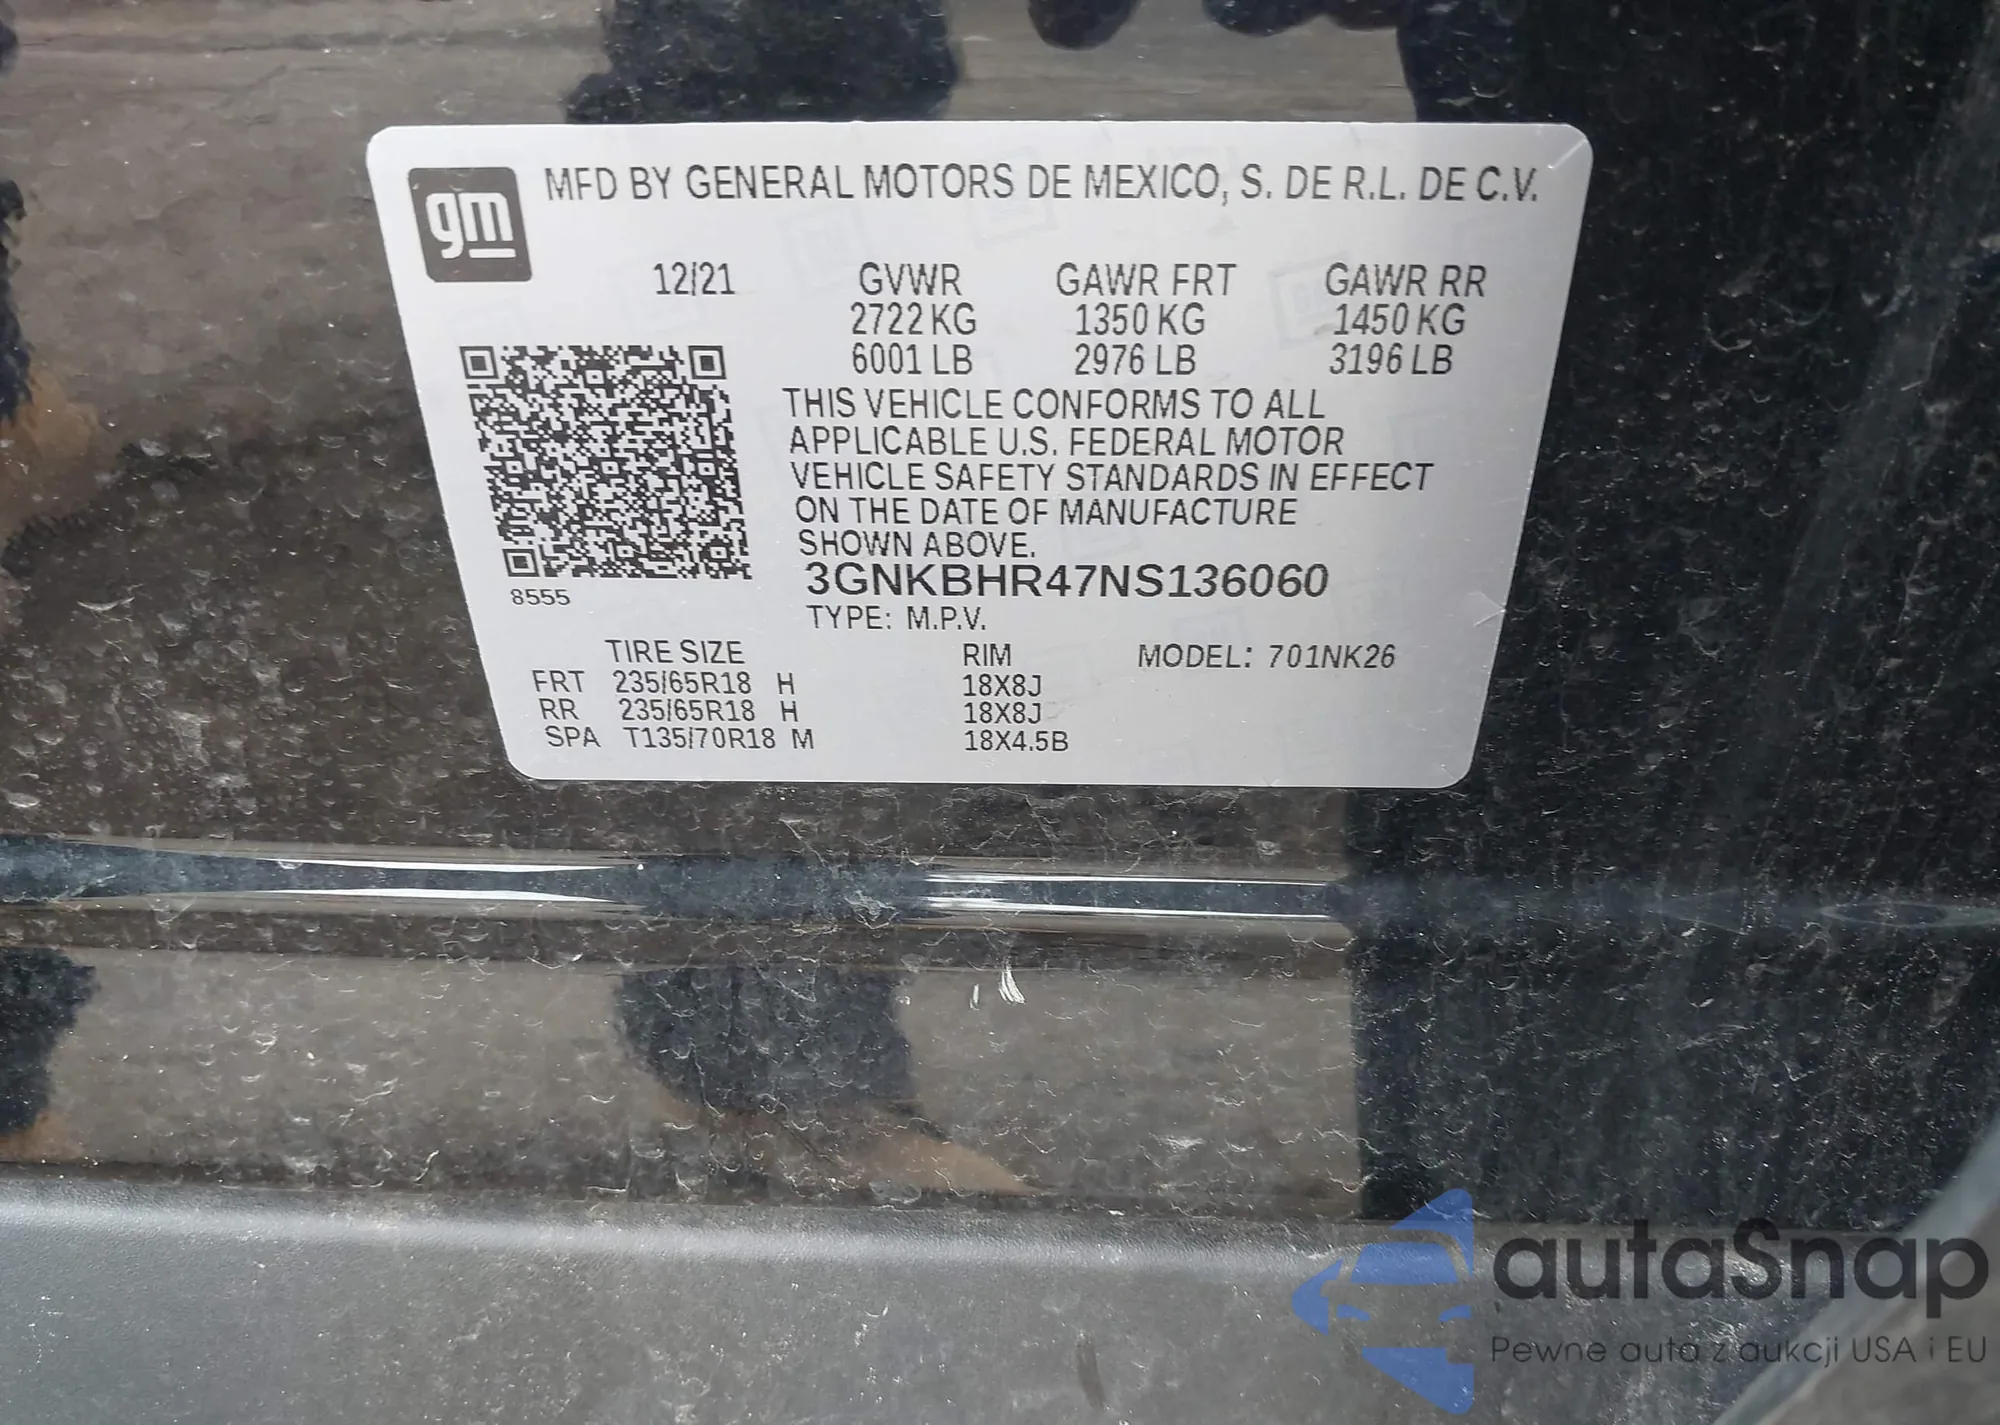 gm
MFD BY GENERAL MOTORS DE MEXICO, S. DE R.L. DE C.V.
12/21 GVWR GAWR FRT GAWR RR
2722 KG 1350 KG 1450 KG
6001 LB 2976 LB 3196 LB
THIS VEHICLE CONFORMS TO ALL
APPLICABLE U.S. FEDERAL MOTOR
VEHICLE SAFETY STANDARDS IN EFFECT
ON THE DATE OF MANUFACTURE
SHOWN ABOVE.
3GNKBHR47NS136060
8555
TYPE: M.P.V.
TIRE SIZE RIM MODEL: 701NK26
FRT 235/65R18 H 18X8J
RR 235/65R18 H 18X8J
SPA T135/70R18 M 18X4.5B
autaSnap
Pewne auta z aukcji USA i EU